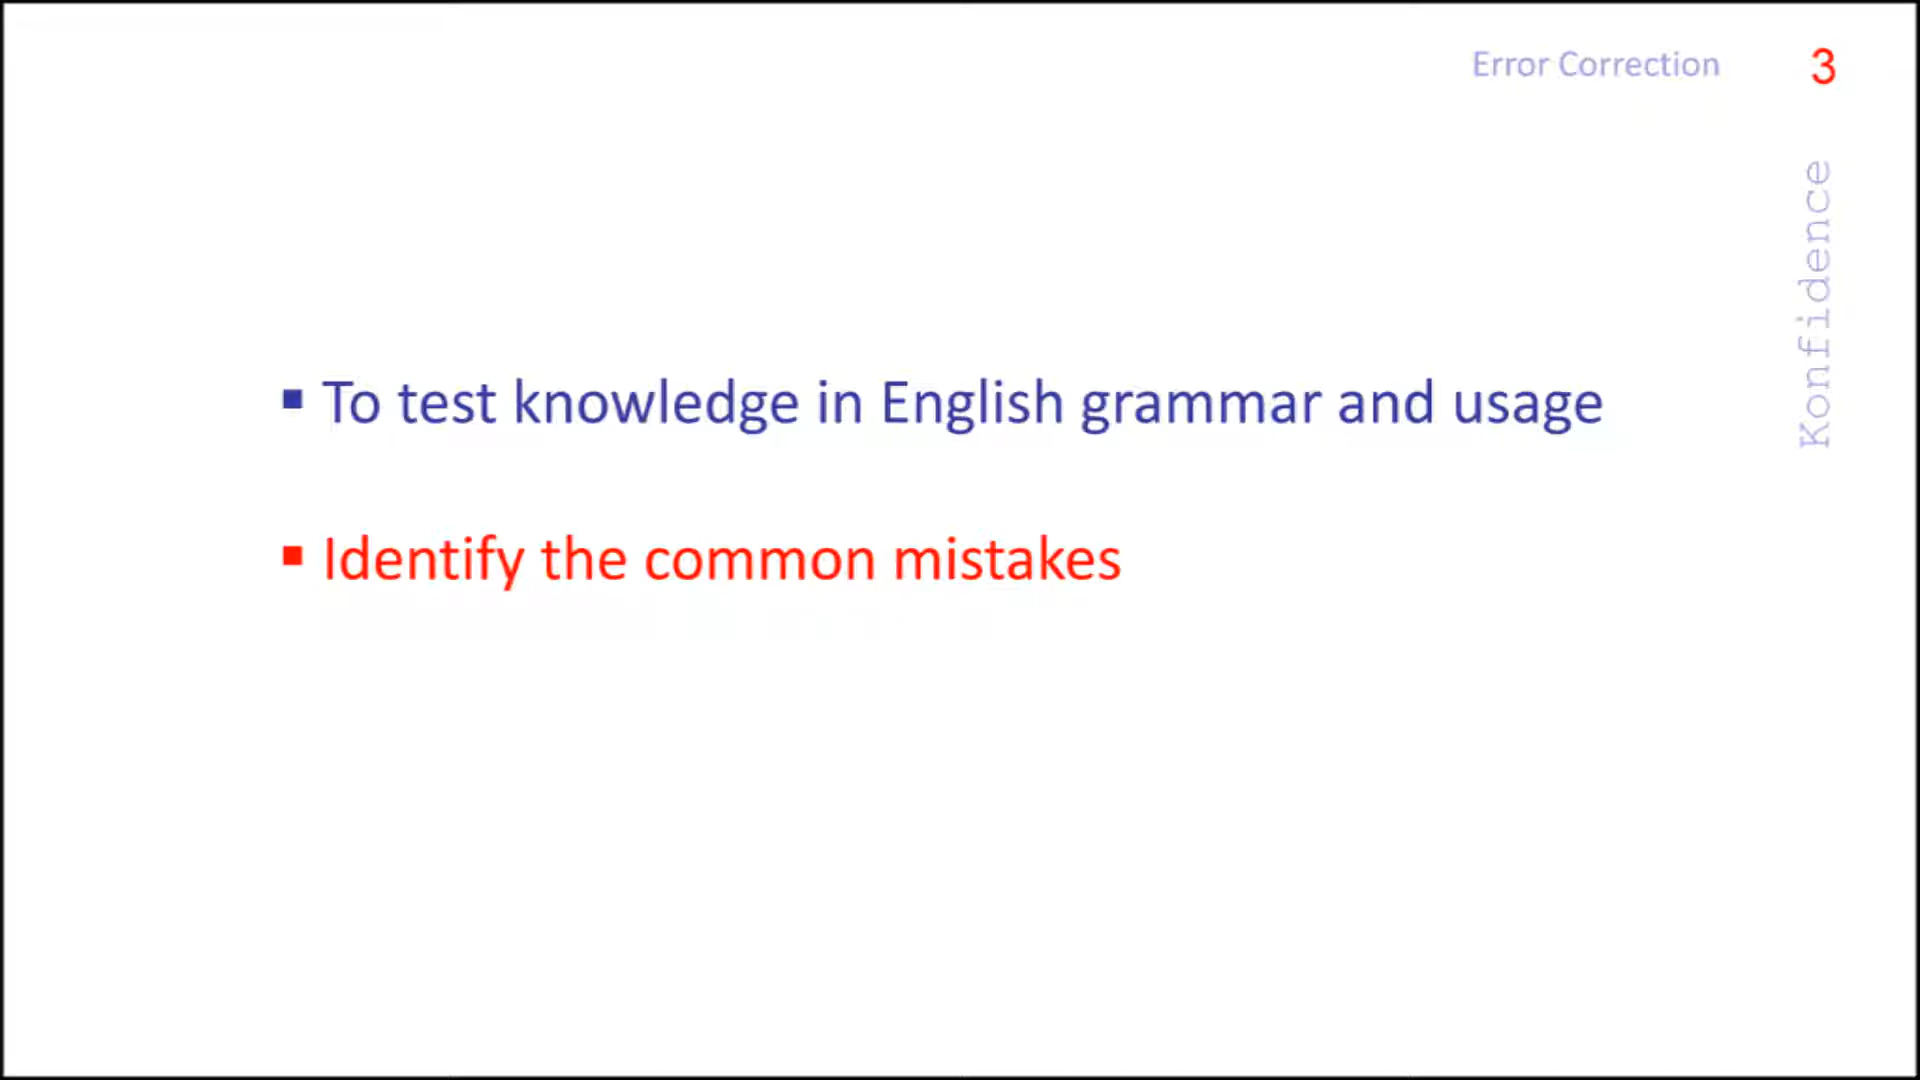 Error Correction
3
Konfidence
▪ To test knowledge in English grammar and usage
▪ Identify the common mistakes